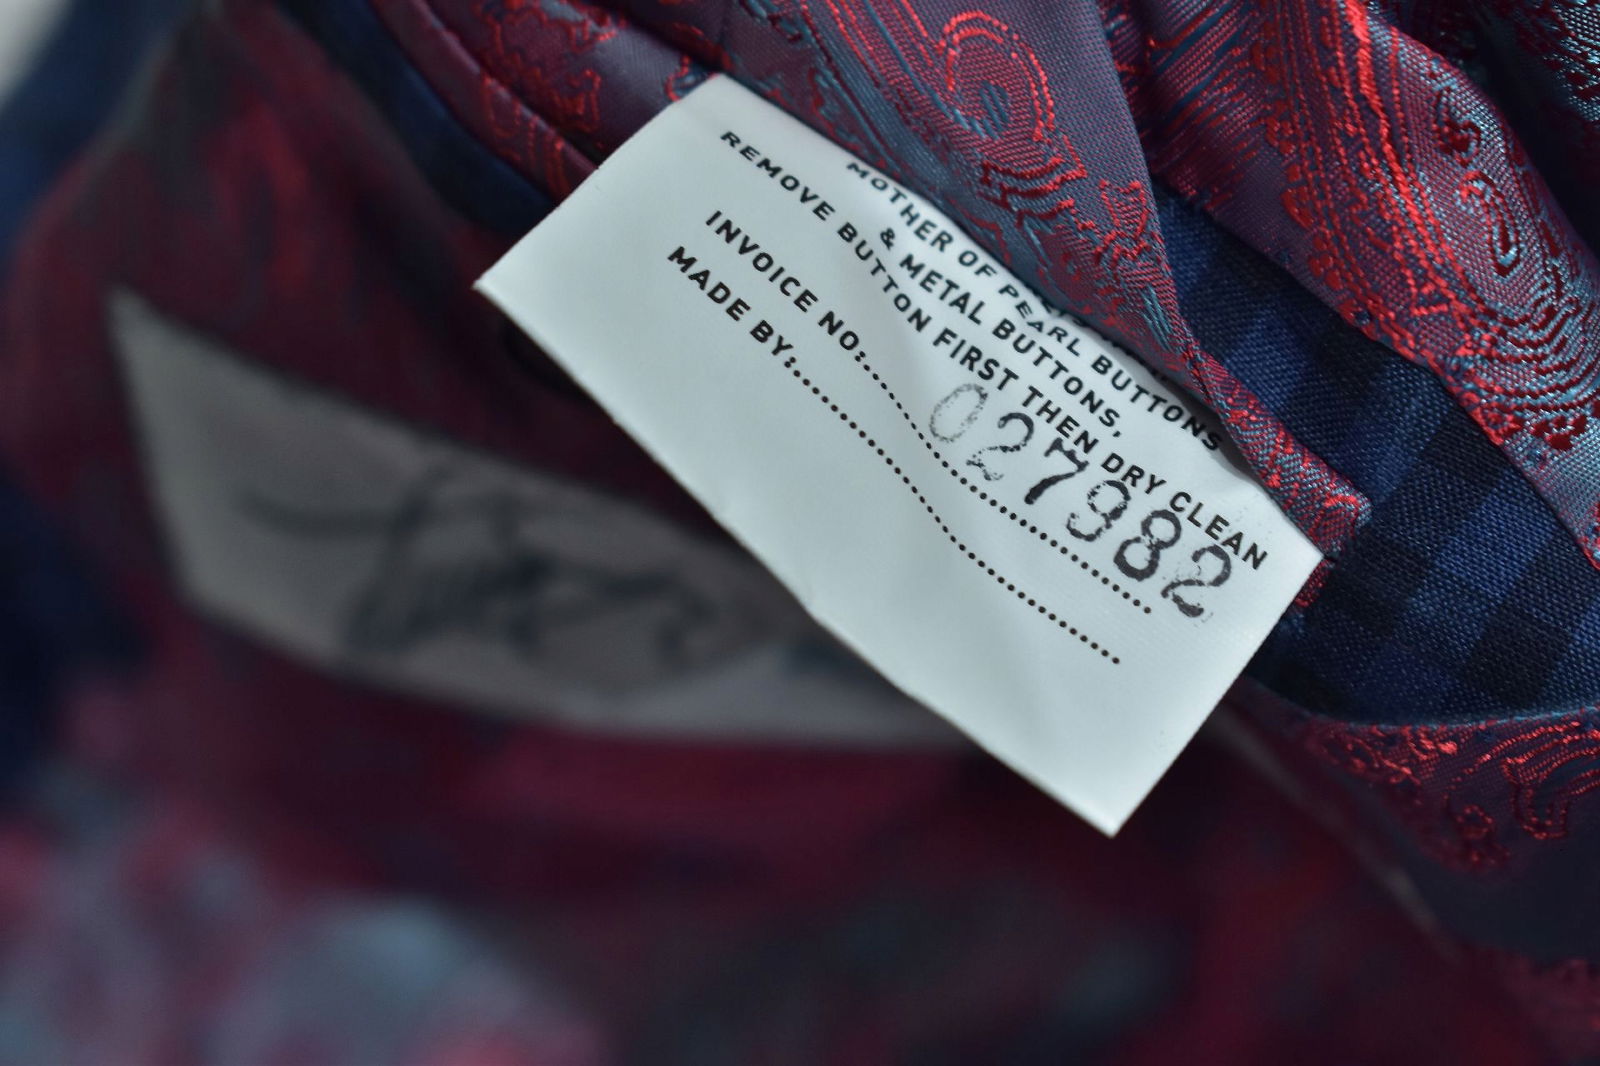 MOTHER OF PEARL BUTTONS
& METAL BUTTONS,
REMOVE BUTTON FIRST THEN DRY CLEAN
INVOICE NO:
027982
MADE BY: